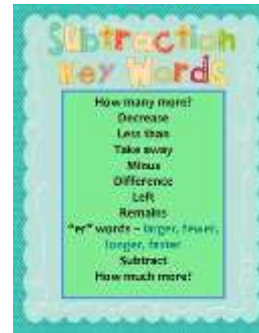 Subtraction
Key Words
How many more?
Decrease
Less than
Take away
Minus
Difference
Left
Remains
"er" words – larger, fewer,
longer, faster
Subtract
How much more?